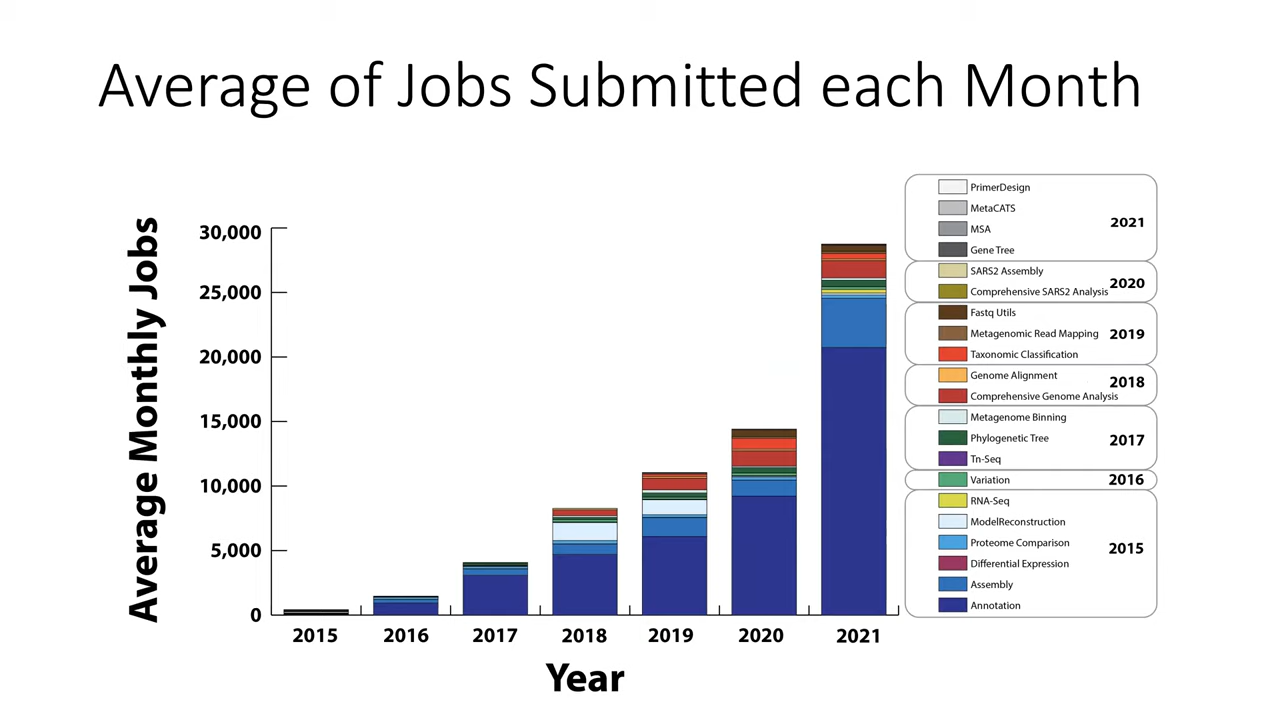 Average of Jobs Submitted each Month
Average Monthly Jobs
30,000
25,000
20,000
15,000
10,000
5,000
0
2015 2016 2017 2018 2019 2020 2021
Year
PrimerDesign
MetaCATS
MSA
Gene Tree
2021
SARS2 Assembly
Comprehensive SARS2 Analysis
2020
Fastq Utils
Metagenomic Read Mapping
Taxonomic Classification
2019
Genome Alignment
Comprehensive Genome Analysis
2018
Metagenome Binning
Phylogenetic Tree
Tn-Seq
2017
Variation
2016
RNA-Seq
ModelReconstruction
Proteome Comparison
Differential Expression
Assembly
Annotation
2015